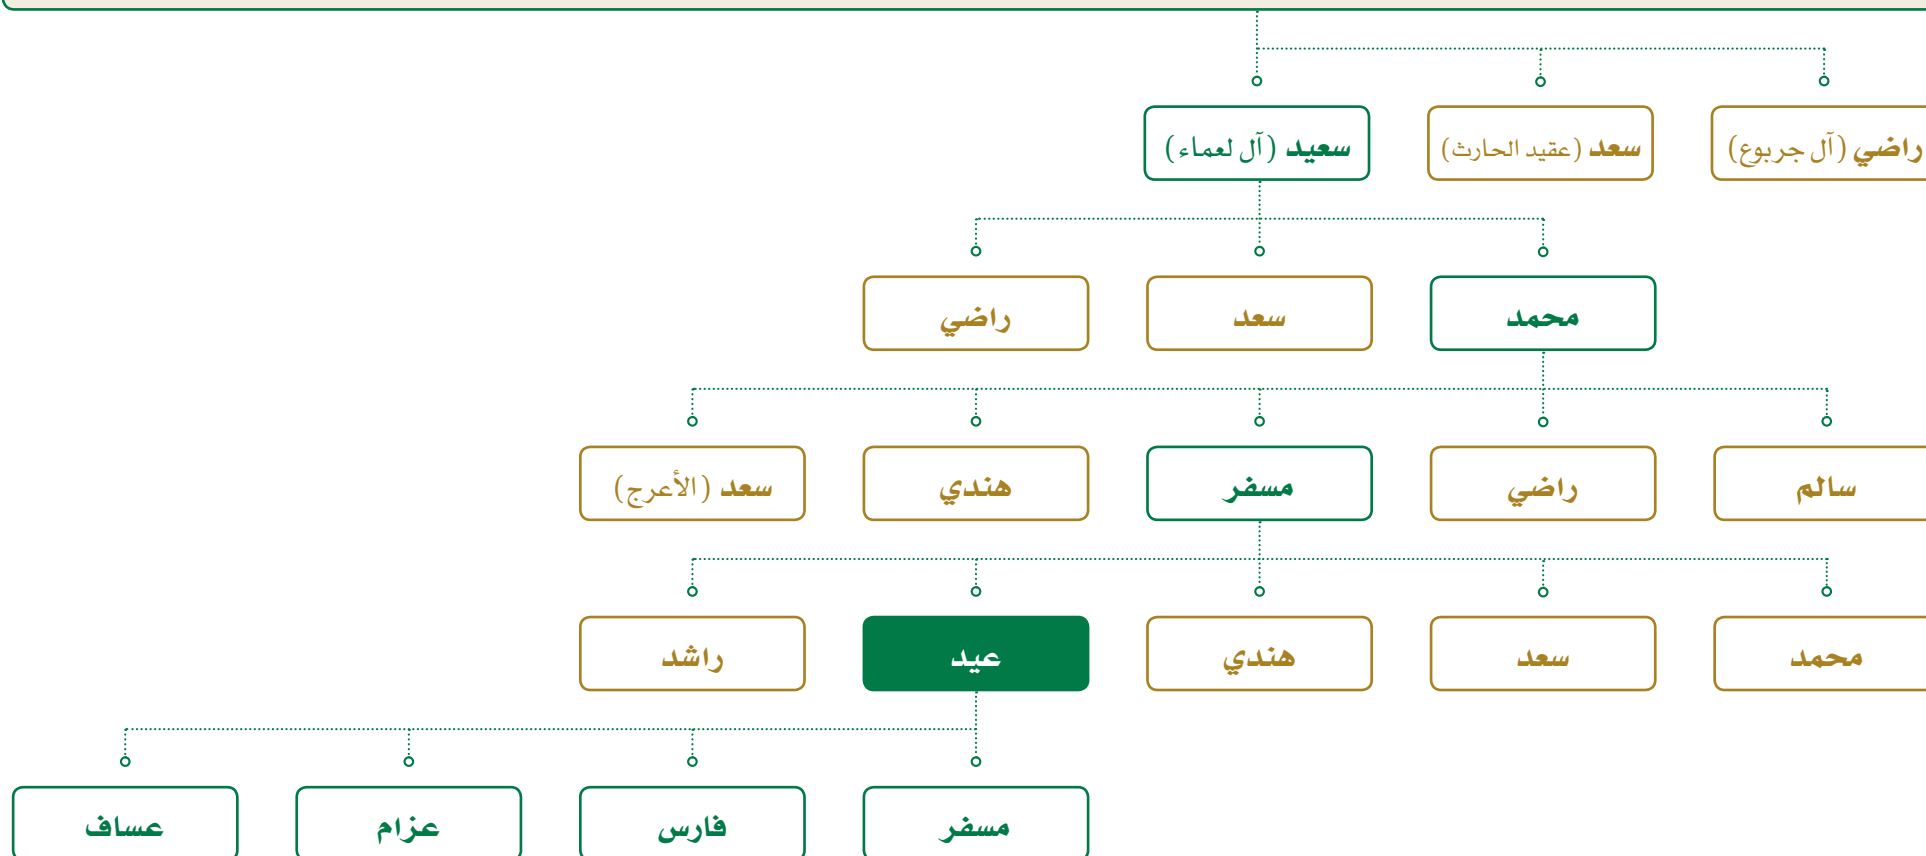 راضي (آل جربوع) سعد (عقيد الحارث) سعيد (آل لعماء)
محمد سعد راضي
سالم راضي مسفر هندي سعد (الأعرج)
محمد سعد هندي عيد راشد
مسفر فارس عزام عساف